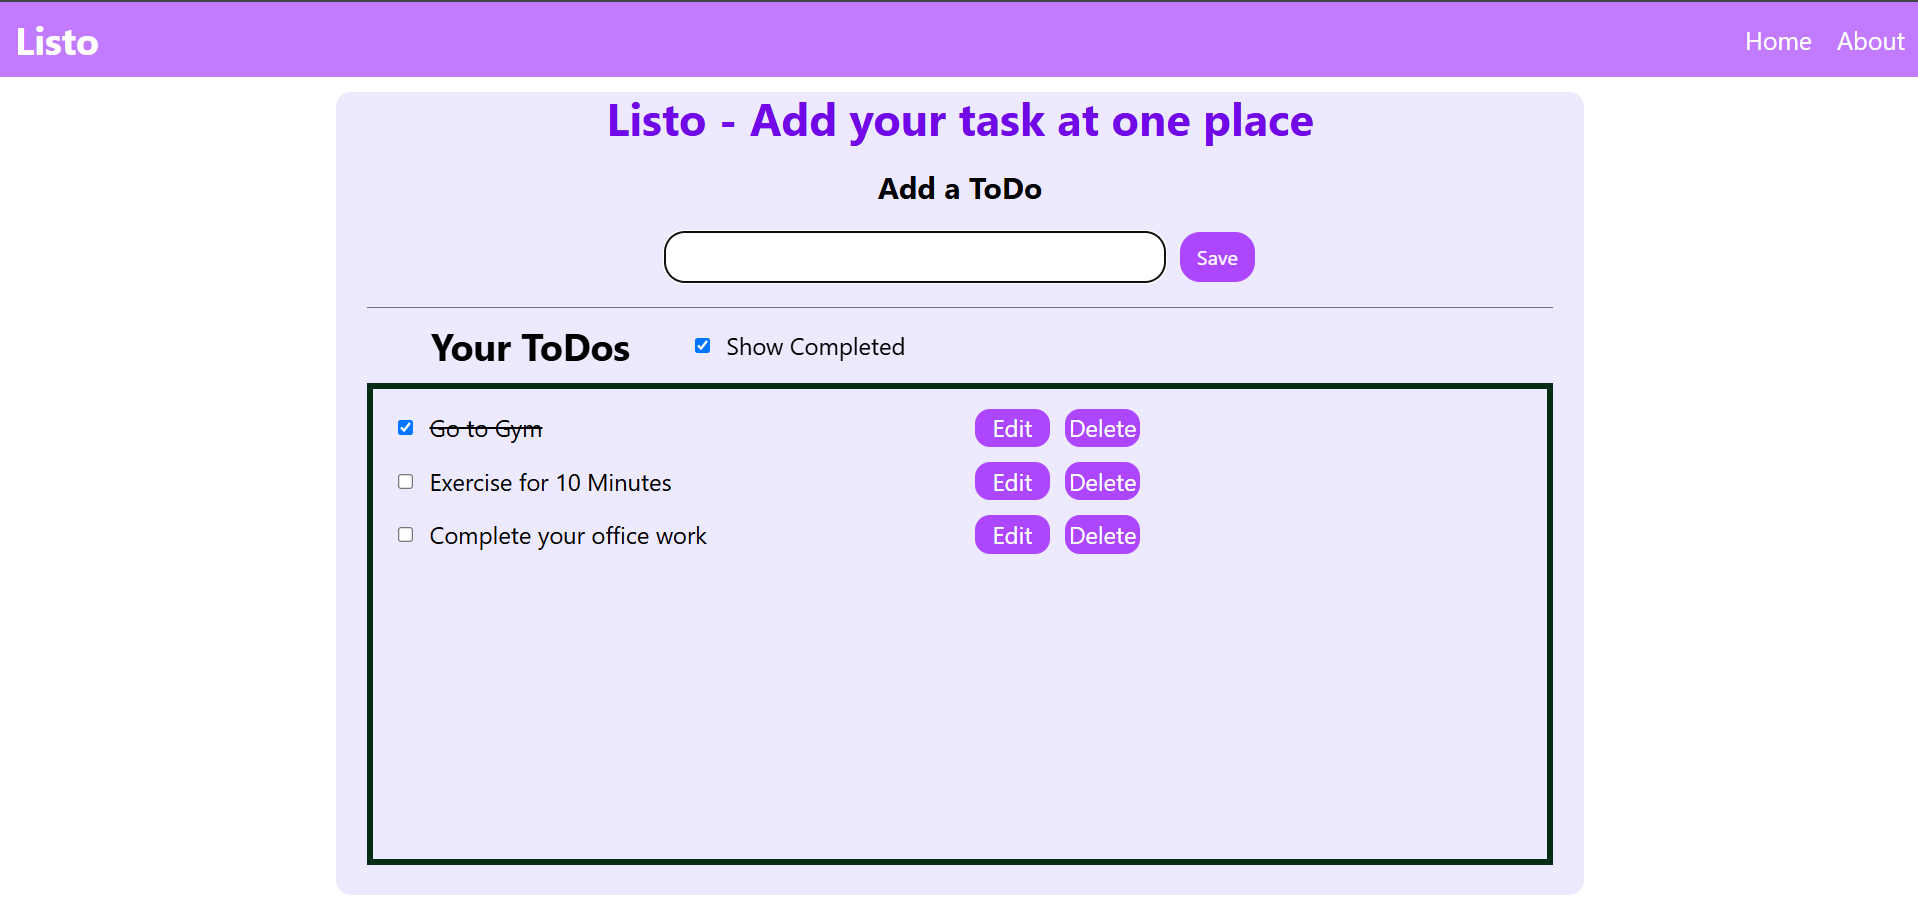 Listo Home About
Listo - Add your task at one place
Add a ToDo
Save
Your ToDos Show Completed
Go to Gym Edit Delete
Exercise for 10 Minutes Edit Delete
Complete your office work Edit Delete